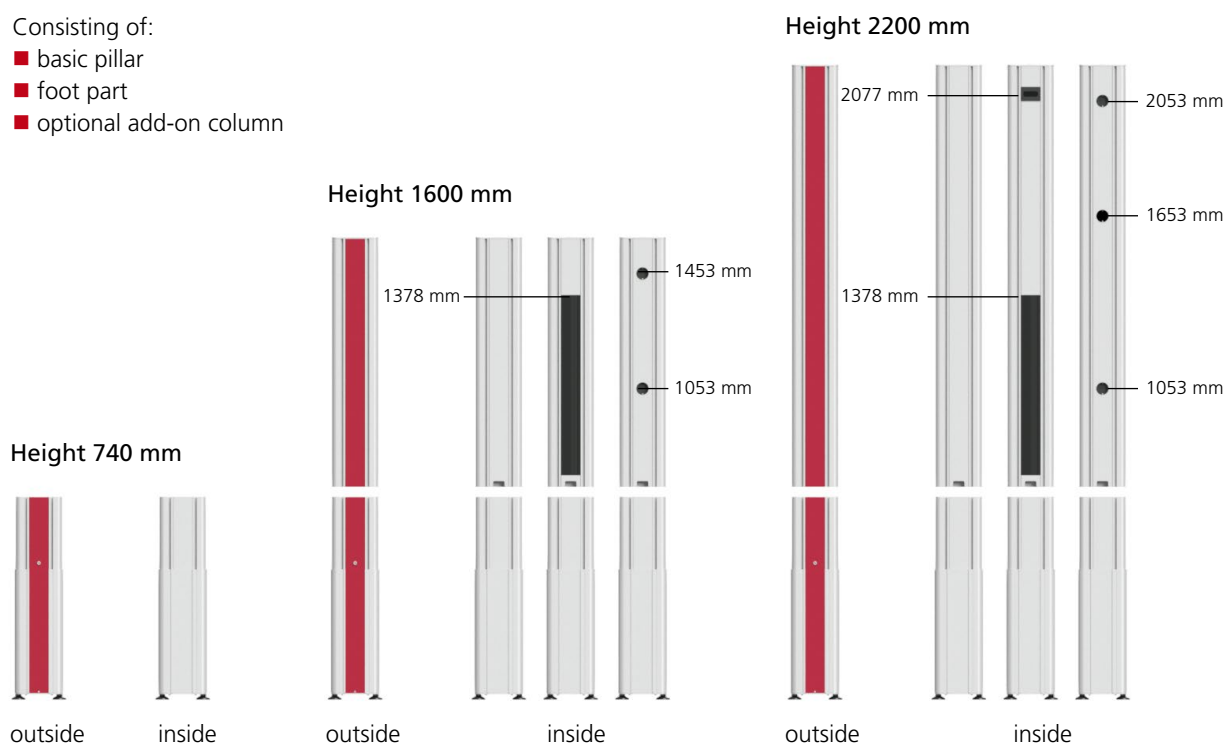 Consisting of:
basic pillar
foot part
optional add-on column
Height 740 mm
outside
inside
Height 1600 mm
1378 mm
1453 mm
1053 mm
outside
inside
Height 2200 mm
2077 mm
1378 mm
2053 mm
1653 mm
1053 mm
outside
inside